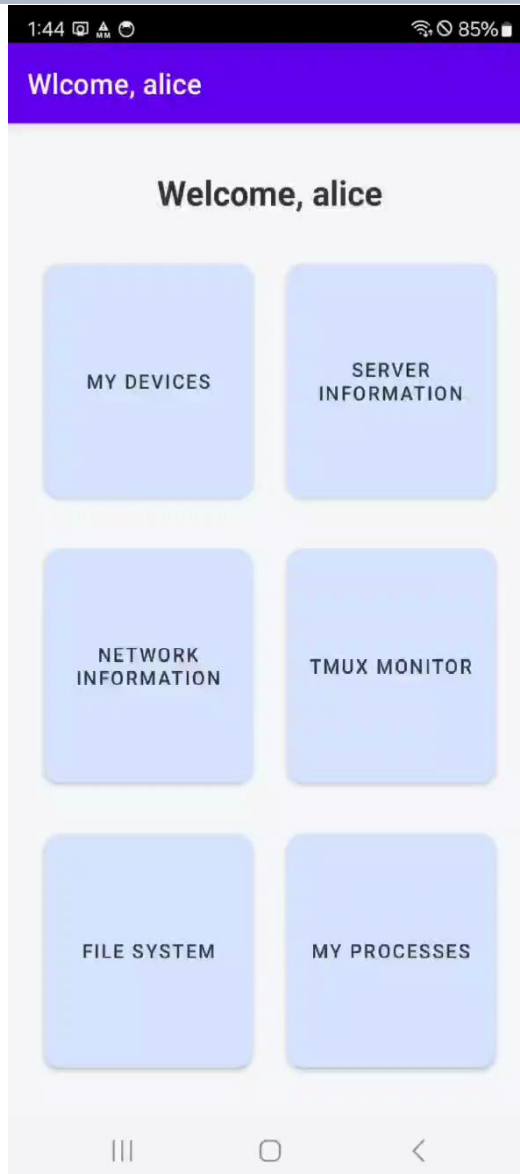 1:44
85%
Wlcome, alice
Welcome, alice
MY DEVICES
SERVER
INFORMATION
NETWORK
INFORMATION
TMUX MONITOR
FILE SYSTEM
MY PROCESSES